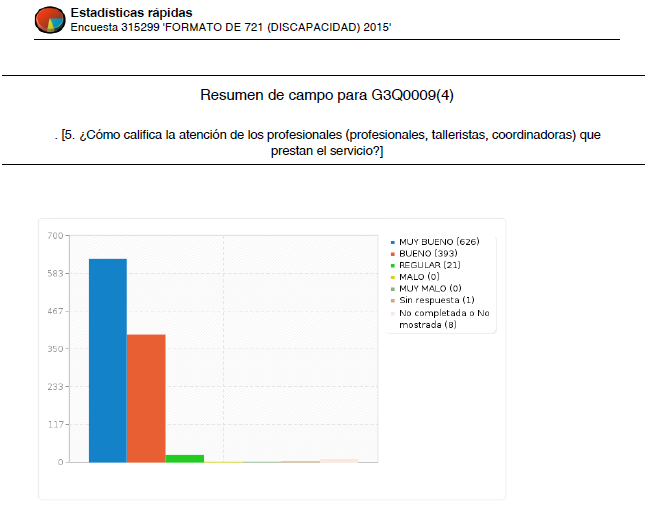 Estadísticas rápidas
Encuesta 315299 'FORMATO DE 721 (DISCAPACIDAD) 2015'
Resumen de campo para G3Q0009(4)
. [5. ¿Cómo califica la atención de los profesionales (profesionales, talleristas, coordinadoras) que
prestan el servicio?]
700
583
467
350
233
117
0
MUY BUENO (626)
BUENO (393)
REGULAR (21)
MALO (0)
MUY MALO (0)
Sin respuesta (1)
No completada o No
mostrada (8)